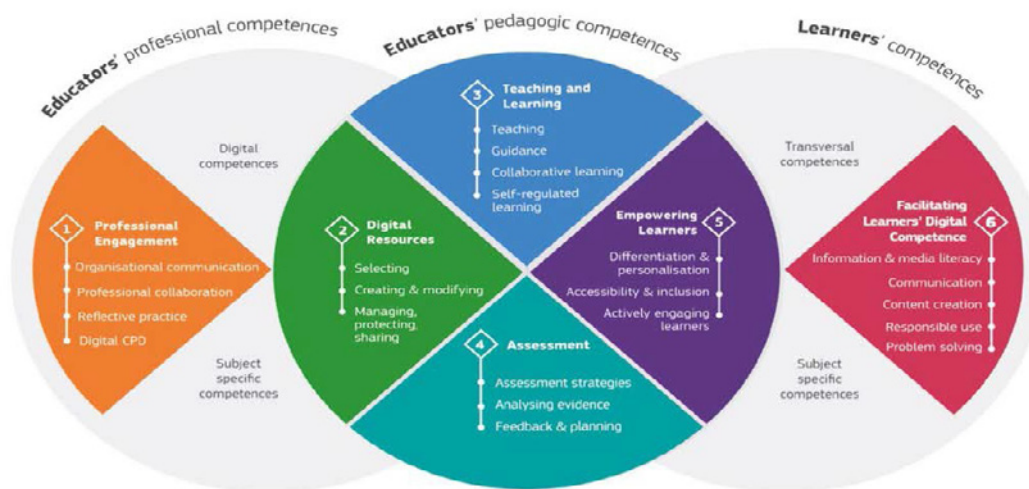 Educators' professional competences
Educators' pedagogic competences
Learners' competences
Digital
competences
Subject
specific
competences
1
Professional
Engagement
Organisational communication
Professional collaboration
Reflective practice
Digital CPD
2
Digital
Resources
Selecting
Creating & modifying
Managing,
protecting,
sharing
3
Teaching and
Learning
Teaching
Guidance
Collaborative learning
Self-regulated
learning
4
Assessment
Assessment strategies
Analysing evidence
Feedback & planning
5
Empowering
Learners
Differentiation &
personalisation
Accessibility & inclusion
Actively engaging
learners
Transversal
competences
Subject
specific
competences
6
Facilitating
Learners' Digital
Competence
Information & media literacy
Communication
Content creation
Responsible use
Problem solving